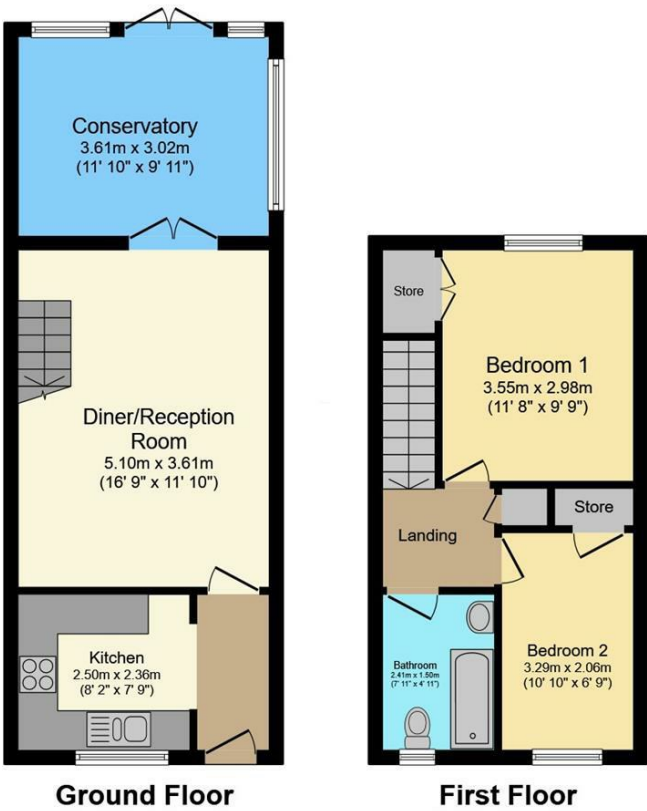 Conservatory
3.61m x 3.02m
(11' 10" x 9' 11")
Diner/Reception
Room
5.10m x 3.61m
(16' 9" x 11' 10")
Kitchen
2.50m x 2.36m
(8' 2" x 7' 9")
Ground Floor
Store
Bedroom 1
3.55m x 2.98m
(11' 8" x 9' 9")
Landing
Store
Bathroom
2.41m x 1.50m
(7' 11" x 4' 11")
Bedroom 2
3.29m x 2.06m
(10' 10" x 6' 9")
First Floor